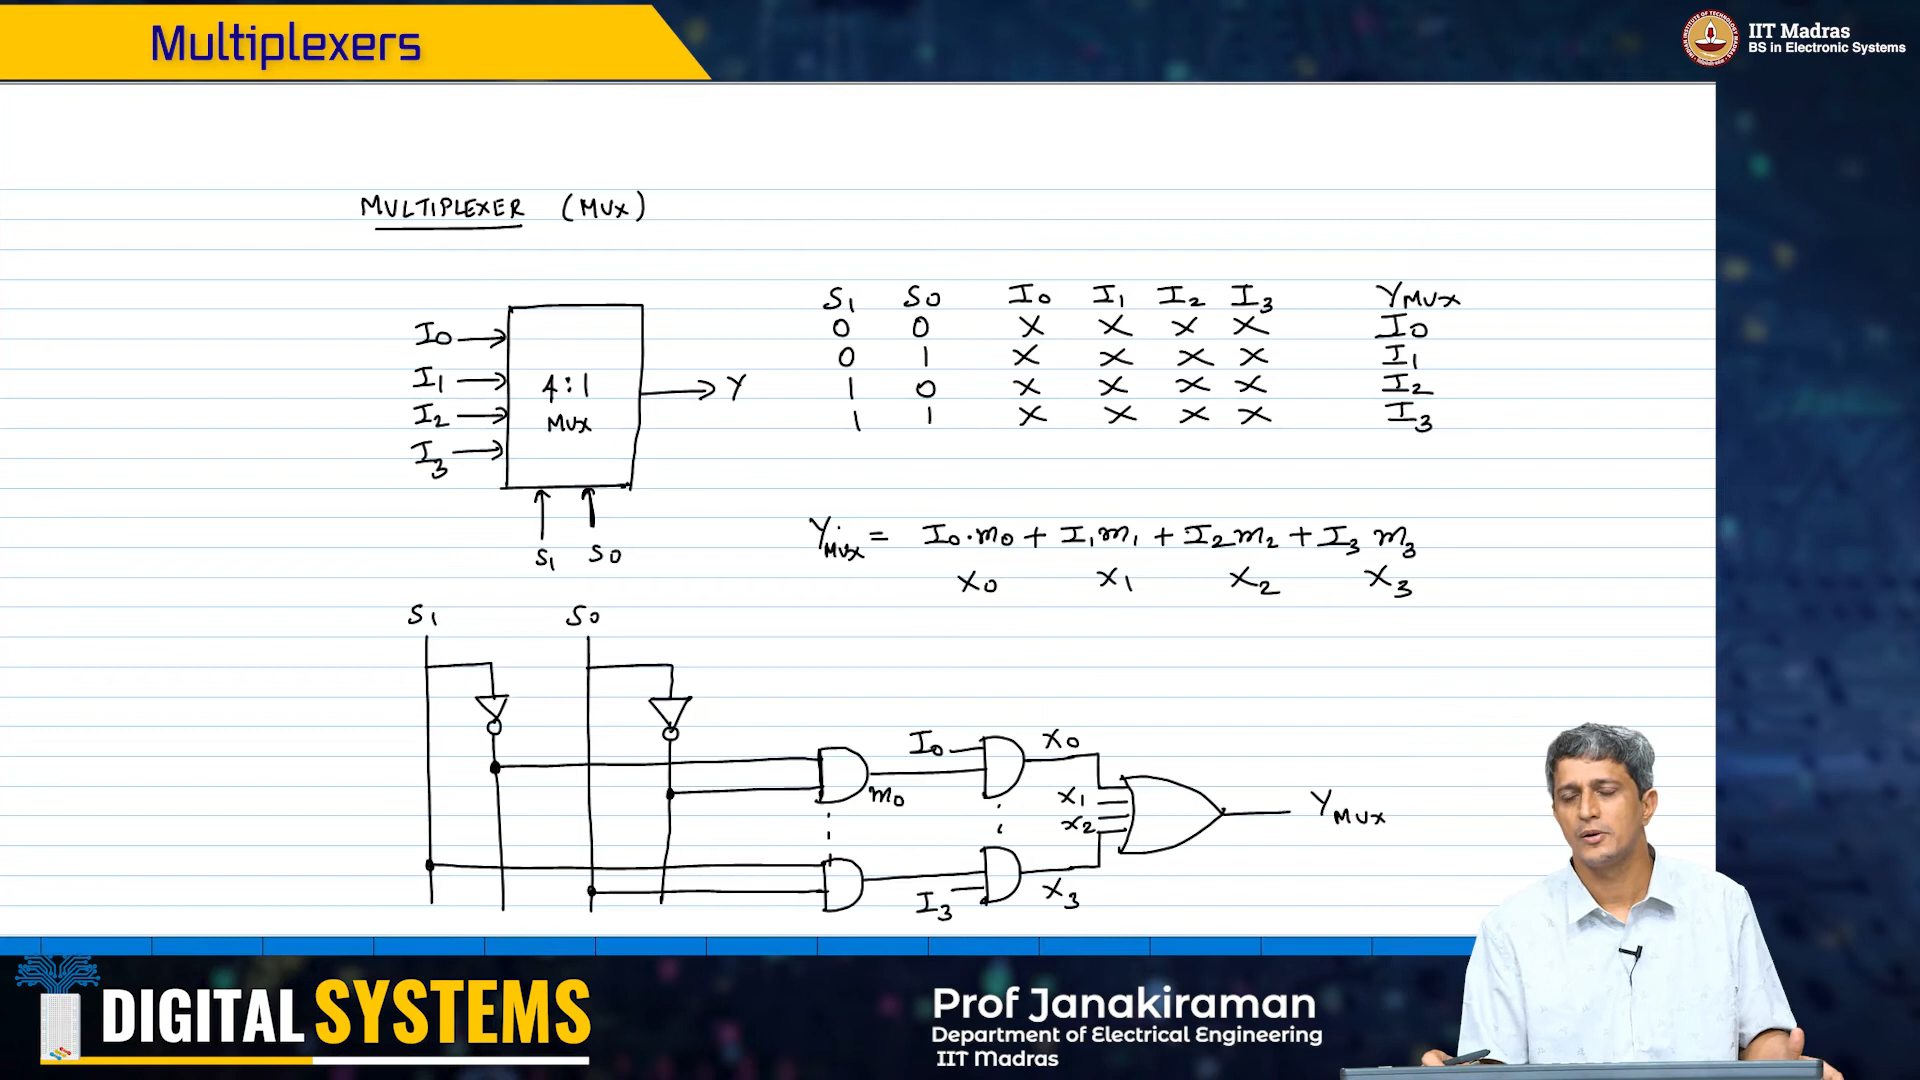 Multiplexers
IIT Madras
BS in Electronic Systems
MULTIPLEXER (MUX)
S1 S0 I0 I1 I2 I3 YMUX
0 0 X X X X I0
0 1 X X X X I1
1 0 X X X X I2
1 1 X X X X I3
I0
I1
I2
I3
4:1
MUX
Y
S1 S0
YMUX = I0·m0 + I1m1 + I2m2 + I3m3
X0 X1 X2 X3
S1 S0
I0 X0
m0
X1
X2
YMUX
I3 X3
DIGITAL SYSTEMS
Prof Janakiraman
Department of Electrical Engineering
IIT Madras